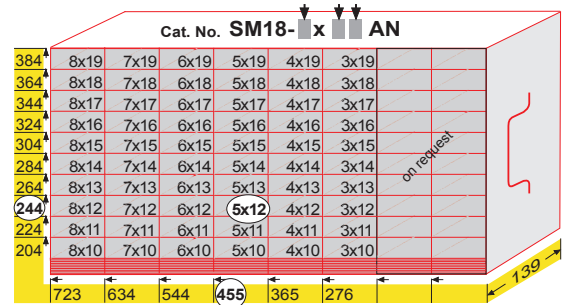 Cat. No. SM18- x AN
384 8x19 7x19 6x19 5x19 4x19 3x19
364 8x18 7x18 6x18 5x18 4x18 3x18
344 8x17 7x17 6x17 5x17 4x17 3x17
324 8x16 7x16 6x16 5x16 4x16 3x16
304 8x15 7x15 6x15 5x15 4x15 3x15
284 8x14 7x14 6x14 5x14 4x14 3x14
264 8x13 7x13 6x13 5x13 4x13 3x13
244 8x12 7x12 6x12 5x12 4x12 3x12
224 8x11 7x11 6x11 5x11 4x11 3x11
204 8x10 7x10 6x10 5x10 4x10 3x10
on request
723 634 544 455 365 276
139